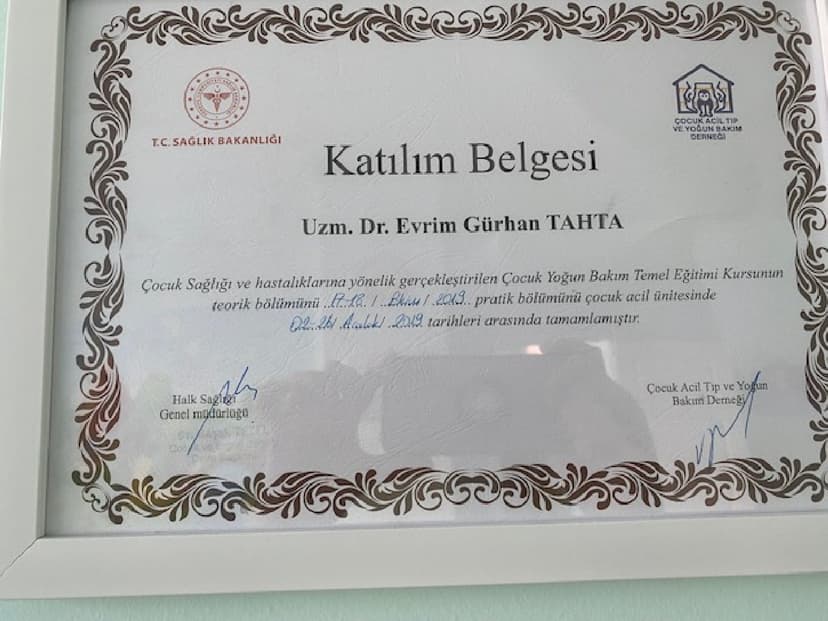 T.C. SAĞLIK BAKANLIĞI
ÇOCUK ACİL TIP
VE YOĞUN BAKIM
DERNEĞİ
Katılım Belgesi
Uzm. Dr. Evrim Gürhan TAHTA
Çocuk Sağlığı ve hastalıklarına yönelik gerçekleştirilen Çocuk Yoğun Bakım Temel Eğitimi Kursunun
teorik bölümünü 17-18 / Ekim / 2019 pratik bölümünü çocuk acil ünitesinde
02-26/ Aralık / 2019 tarihleri arasında tamamlamıştır.
Halk Sağlığı
Genel müdürlüğü
Çocuk Acil Tıp ve Yoğun
Bakım Derneği